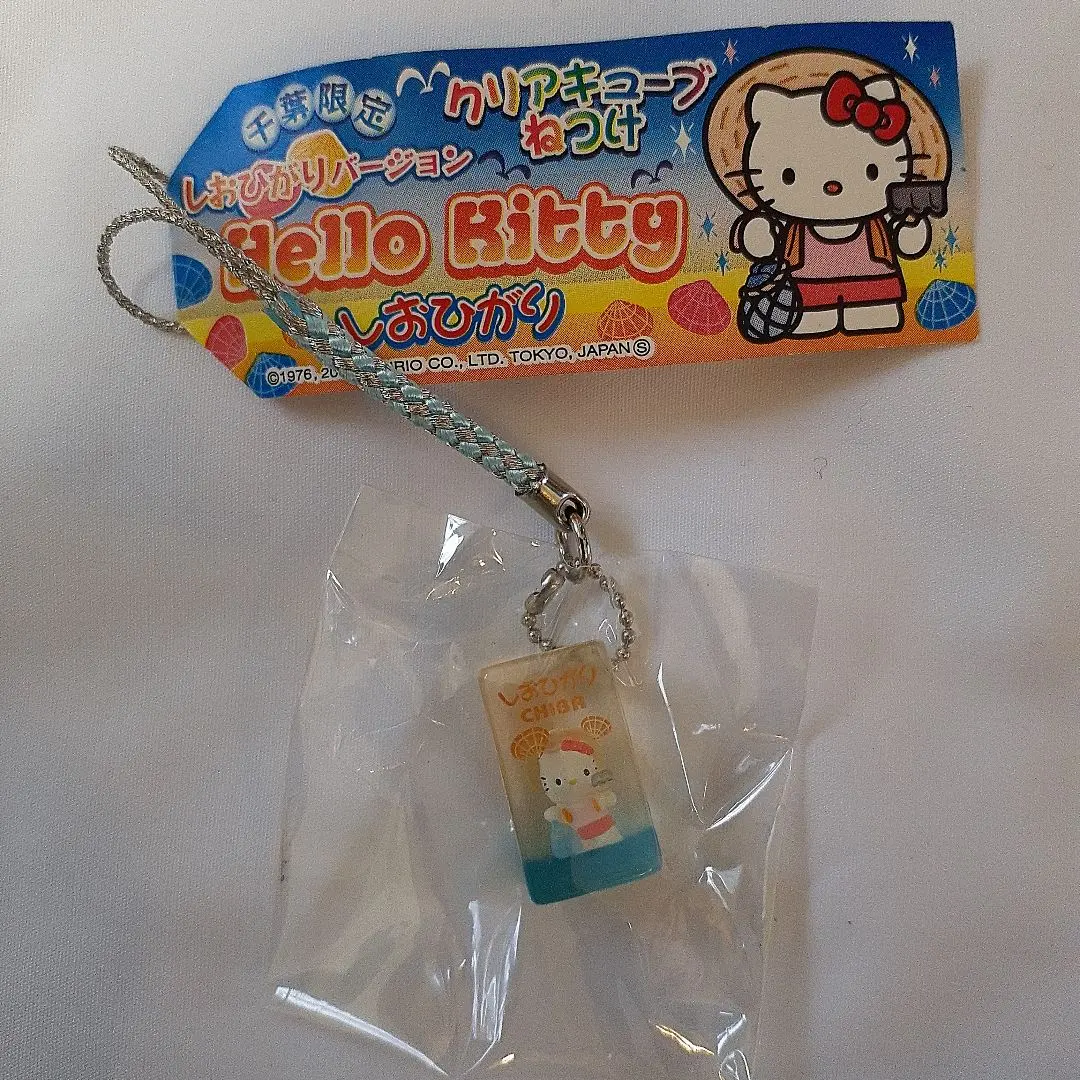 千葉限定
クリアキューブ
ねつけ
しおひがりバージョン
Hello Kitty
しおひがり
©1976, 20 RIO CO., LTD. TOKYO, JAPAN Ⓢ
しおひがり
CHIBA